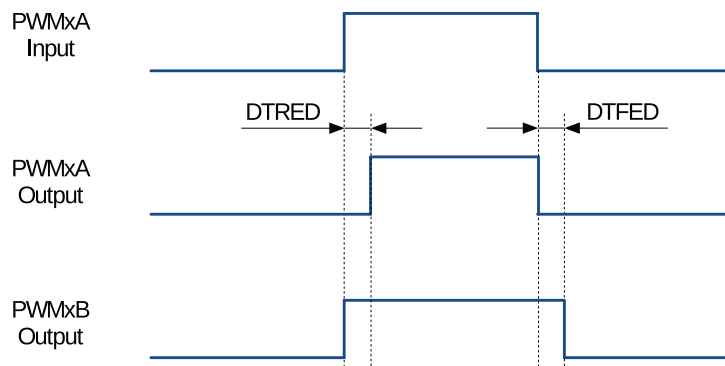 PWMxA
Input
DTRED
DTFED
PWMxA
Output
PWMxB
Output